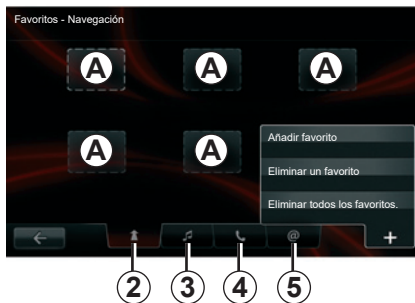 Favoritos - Navegación
A A A
A A
Añadir favorito
Eliminar un favorito
Eliminar todos los favoritos.
@ +
2 3 4 5